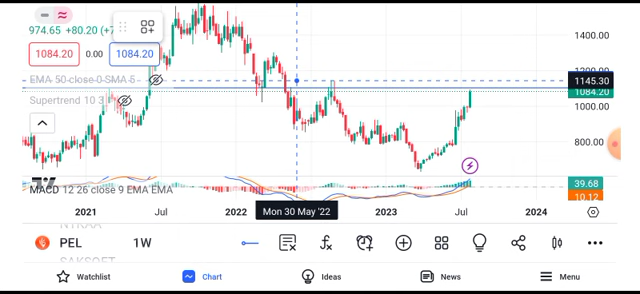 974.65 +80.20 (+7
1084.20 0.00 1084.20
EMA 50 close 0 SMA 5
Supertrend 10 3
1400.00
1145.30
1084.20
1000.00
800.00
MACD 12 26 close 9 EMA EMA
39.68
10.12
2021 Jul 2022 Mon 30 May '22 2023 Jul 2024
PEL 1W
Watchlist Chart Ideas News Menu